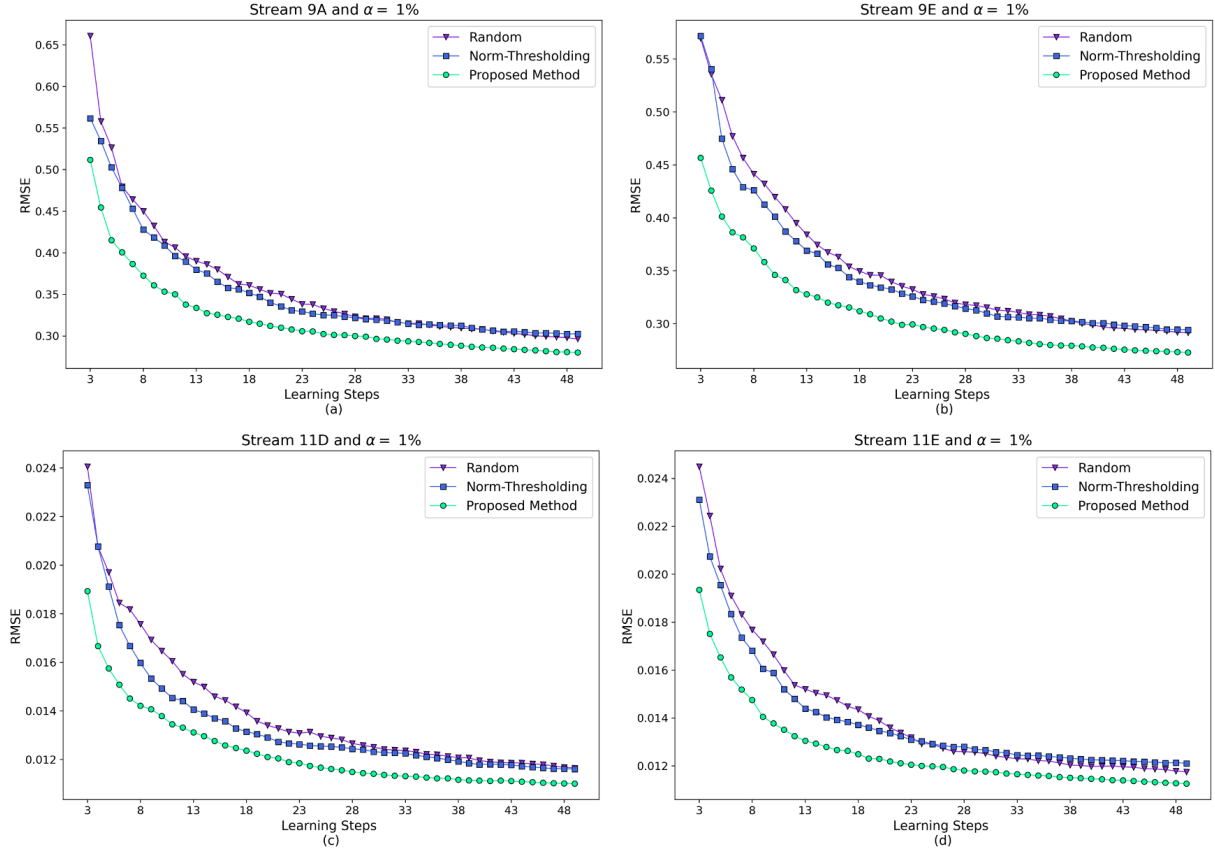 Stream 9A and α = 1%
0.65
0.60
0.55
0.50
0.45
0.40
0.35
0.30
RMSE
Random
Norm-Thresholding
Proposed Method
3 8 13 18 23 28 33 38 43 48
Learning Steps
(a)
Stream 9E and α = 1%
0.55
0.50
0.45
0.40
0.35
0.30
RMSE
Random
Norm-Thresholding
Proposed Method
3 8 13 18 23 28 33 38 43 48
Learning Steps
(b)
Stream 11D and α = 1%
0.024
0.022
0.020
0.018
0.016
0.014
0.012
RMSE
Random
Norm-Thresholding
Proposed Method
3 8 13 18 23 28 33 38 43 48
Learning Steps
(c)
Stream 11E and α = 1%
0.024
0.022
0.020
0.018
0.016
0.014
0.012
RMSE
Random
Norm-Thresholding
Proposed Method
3 8 13 18 23 28 33 38 43 48
Learning Steps
(d)